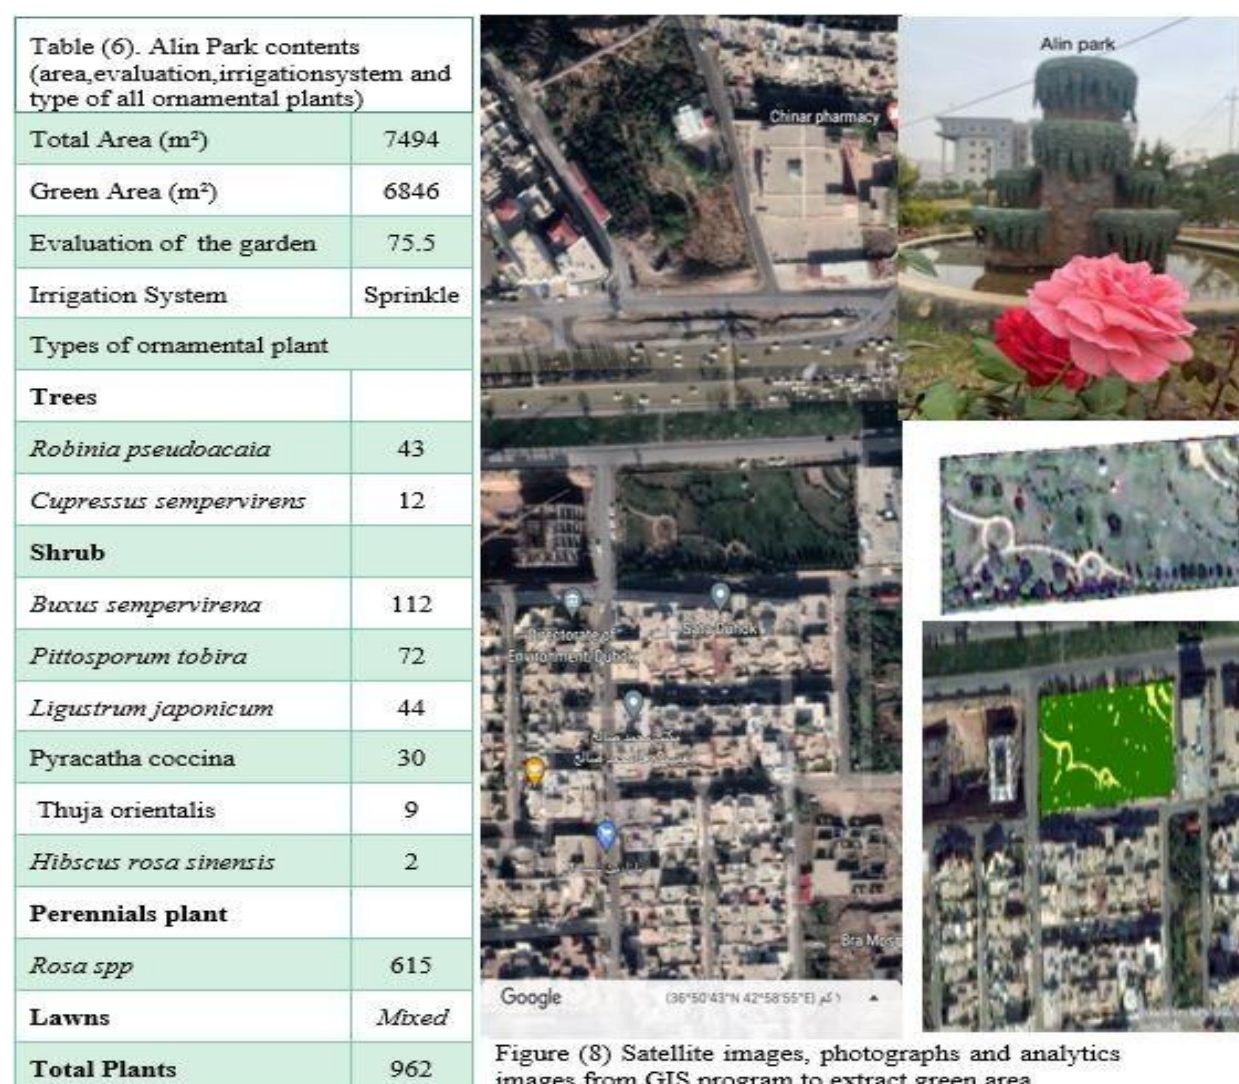 Table (6). Alin Park contents
(area,evaluation,irrigationsystem and
type of all ornamental plants)
Total Area (m²) 7494
Green Area (m²) 6846
Evaluation of the garden 75.5
Irrigation System Sprinkle
Types of ornamental plant
Trees
Robinia pseudoacaia 43
Cupressus sempervirens 12
Shrub
Buxus sempervirena 112
Pittosporum tobira 72
Ligustrum japonicum 44
Pyracatha coccina 30
Thuja orientalis 9
Hibscus rosa sinensis 2
Perennials plant
Rosa spp 615
Lawns Mixed
Total Plants 962
Chinar pharmacy
Directorate of
Environment, Duhok
Duhok
Bra
Google
(36°50'43"N 42°58'55"E)
Alin park
Figure (8) Satellite images, photographs and analytics
images from GIS program to extract green area